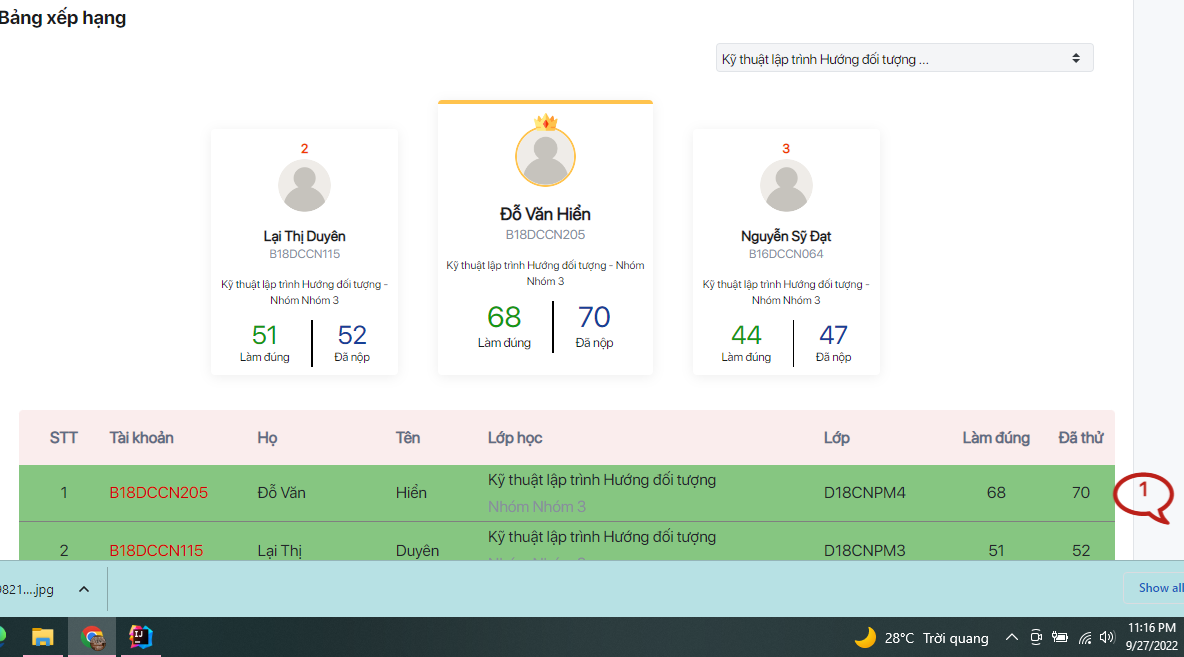 Bảng xếp hạng
Kỹ thuật lập trình Hướng đối tượng ...
2
Lại Thị Duyên
B18DCCN115
Kỹ thuật lập trình Hướng đối tượng -
Nhóm Nhóm 3
51
Làm đúng
52
Đã nộp
Đỗ Văn Hiển
B18DCCN205
Kỹ thuật lập trình Hướng đối tượng - Nhóm
Nhóm 3
68
Làm đúng
70
Đã nộp
3
Nguyễn Sỹ Đạt
B16DCCN064
Kỹ thuật lập trình Hướng đối tượng -
Nhóm Nhóm 3
44
Làm đúng
47
Đã nộp
STT Tài khoản Họ Tên Lớp học Lớp Làm đúng Đã thử
1 B18DCCN205 Đỗ Văn Hiển Kỹ thuật lập trình Hướng đối tượng D18CNPM4 68 70
Nhóm Nhóm 3
1
2 B18DCCN115 Lại Thị Duyên Kỹ thuật lập trình Hướng đối tượng D18CNPM3 51 52
821....jpg
Show all
28°C Trời quang
11:16 PM
9/27/2022